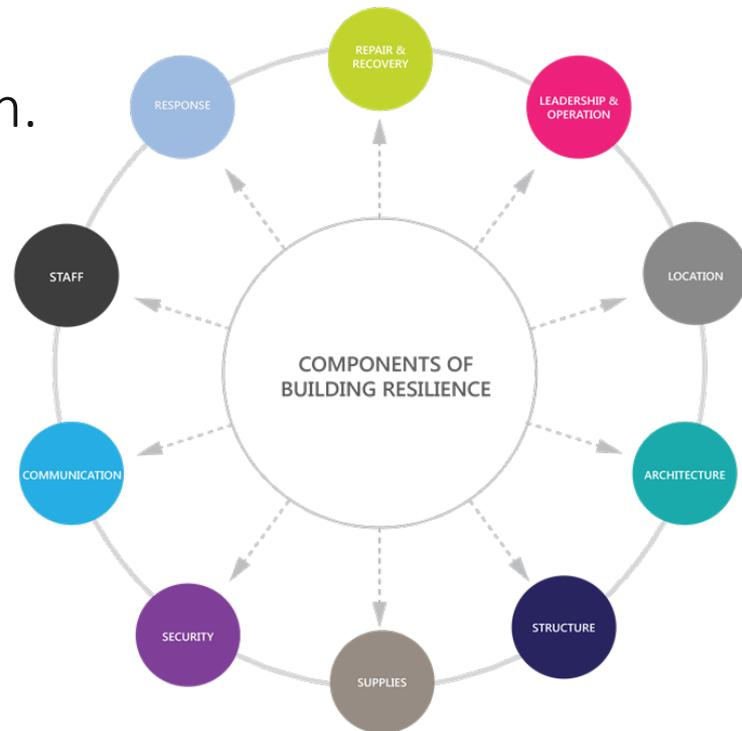 n.
REPAIR &
RECOVERY
LEADERSHIP &
OPERATION
LOCATION
ARCHITECTURE
STRUCTURE
SUPPLIES
SECURITY
COMMUNICATION
STAFF
RESPONSE
COMPONENTS OF
BUILDING RESILIENCE